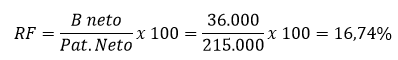 RF = B neto / Pat. Neto x 100 = 36.000 / 215.000 x 100 = 16,74%